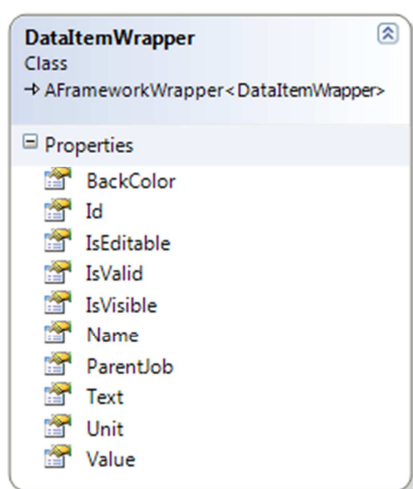 DataItemWrapper
Class
AFrameworkWrapper<DataItemWrapper>
Properties
BackColor
Id
IsEditable
IsValid
IsVisible
Name
ParentJob
Text
Unit
Value